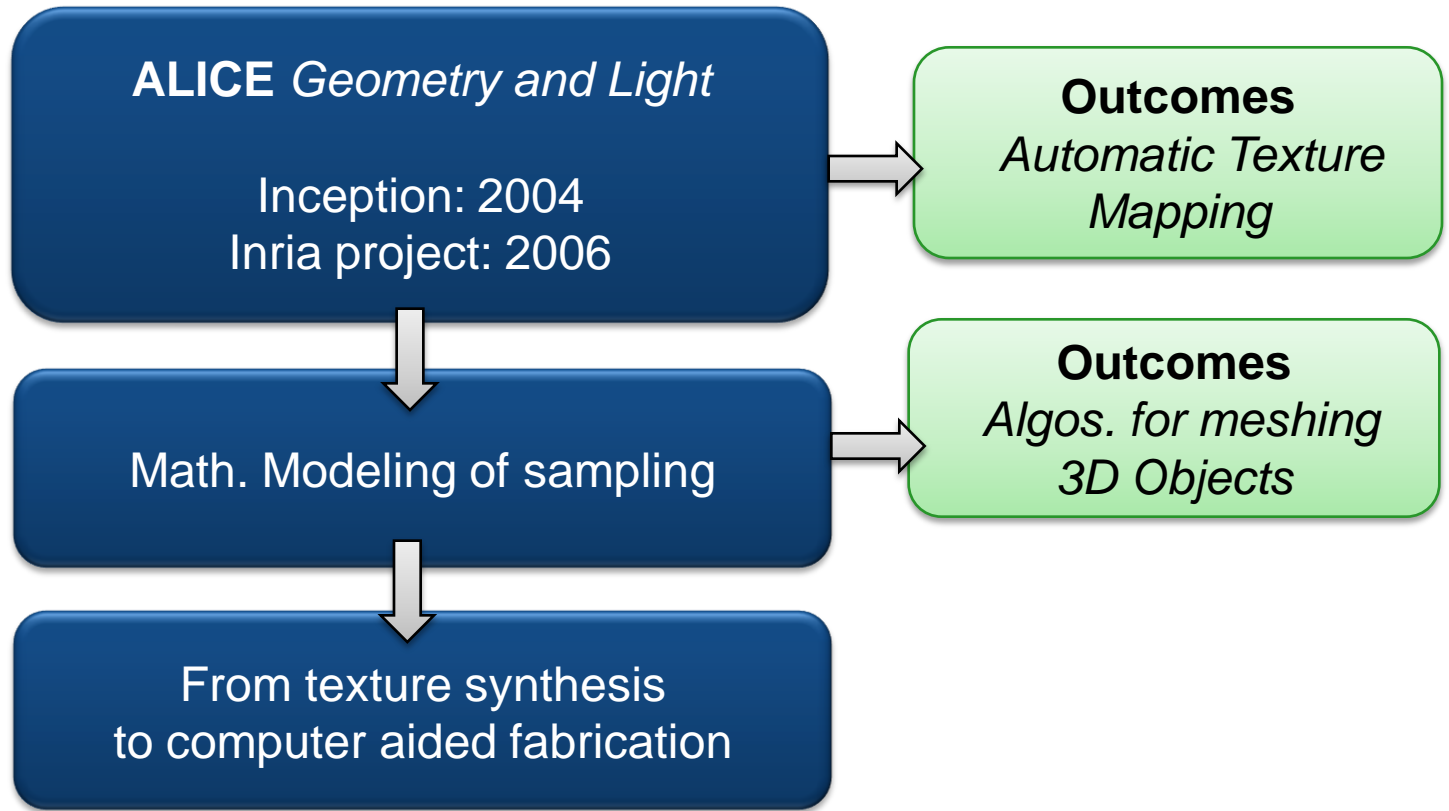 ALICE Geometry and Light
Inception: 2004
Inria project: 2006
Outcomes
Automatic Texture
Mapping
Math. Modeling of sampling
Outcomes
Algos. for meshing
3D Objects
From texture synthesis
to computer aided fabrication